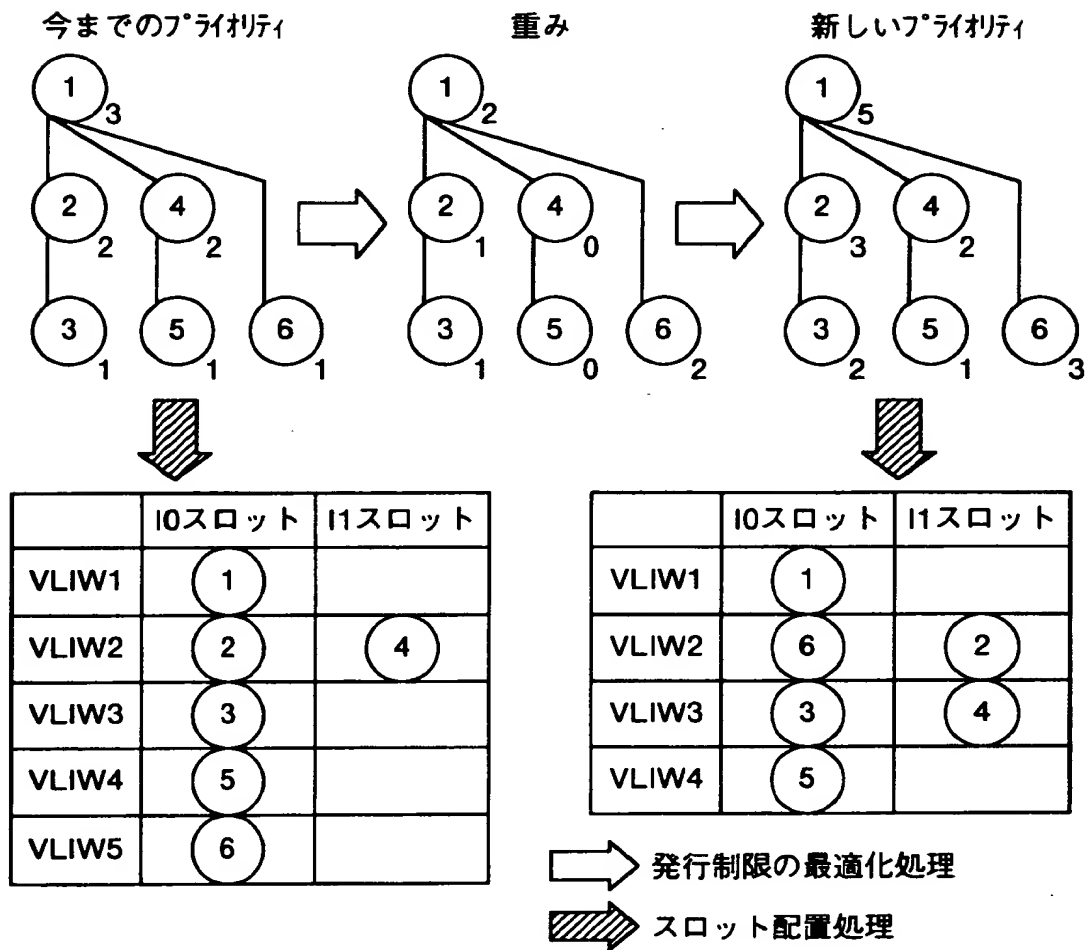 今までのプライオリティ 重み 新しいプライオリティ
1 3 1 2 1 5
2 2 4 2 2 1 4 0 2 3 4 2
3 1 5 1 6 1 3 1 5 0 6 2 3 2 5 1 6 3
I0スロット I1スロット
VLIW1 1
VLIW2 2 4
VLIW3 3
VLIW4 5
VLIW5 6
I0スロット I1スロット
VLIW1 1
VLIW2 6 2
VLIW3 3 4
VLIW4 5
発行制限の最適化処理
スロット配置処理